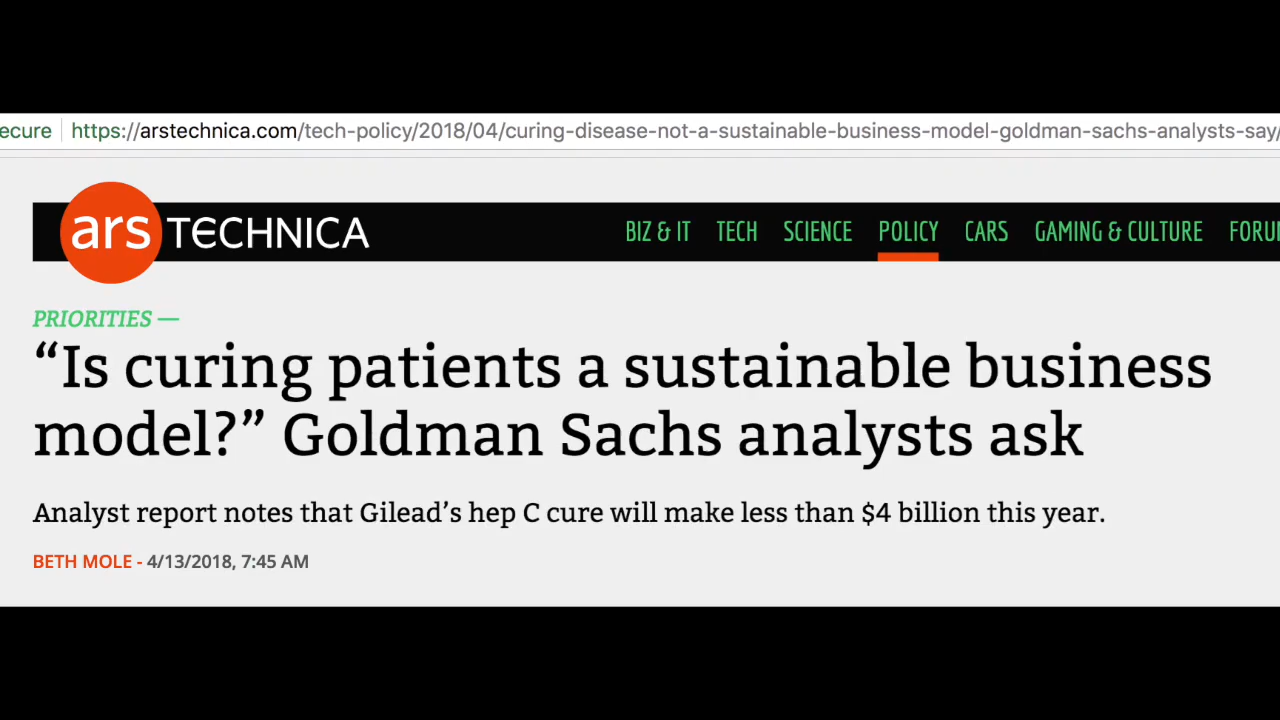 ecure https://arstechnica.com/tech-policy/2018/04/curing-disease-not-a-sustainable-business-model-goldman-sachs-analysts-say/
ars TECHNICA BIZ & IT TECH SCIENCE POLICY CARS GAMING & CULTURE FORU
PRIORITIES —
“Is curing patients a sustainable business
model?” Goldman Sachs analysts ask
Analyst report notes that Gilead’s hep C cure will make less than $4 billion this year.
BETH MOLE - 4/13/2018, 7:45 AM